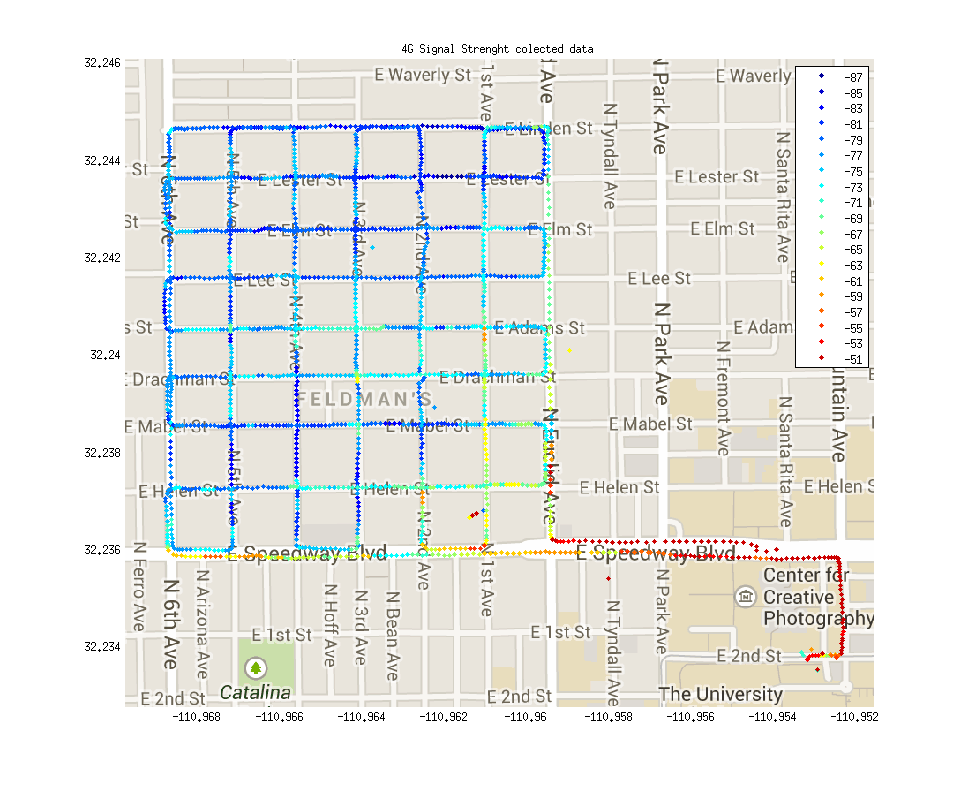 4G Signal Strenght colected data
32.246
32.244
32.242
32.24
32.238
32.236
32.234
-110.968
-110.966
-110.964
-110.962
-110.96
-110.958
-110.956
-110.954
-110.952
-87
-85
-83
-81
-79
-77
-75
-73
-71
-69
-67
-65
-63
-61
-59
-57
-55
-53
-51
E Waverly St
E Waverly
1st Ave
d Ave
N Park Ave
E Linden St
N Tyndall Ave
N Santa Rita Ave
St
E Lester St
E Lester St
E Lester St
N 6th Ave
N 5th Ave
St
E Elm St
N 3rd Ave
N 2nd Ave
E Elm St
E Elm St
E Lee St
E Lee St
N 4th Ave
N Park Ave
s St
E Adams St
E Adam
N Fremont Ave
E Drachman St
E Drachman St
untain Ave
FELDMAN'S
E Mabel St
E Mabel St
E Mabel St
N Euclid Ave
N Santa Rita Ave
N 5th Ave
E Helen St
E Helen St
E Helen St
E Helen S
N 2nd Ave
N 1st Ave
E Speedway Blvd
E Speedway Blvd
N Ferro Ave
N 6th Ave
N Arizona Ave
N Hoff Ave
N 3rd Ave
N Bean Ave
N Tyndall Ave
N Park Ave
Center for
Creative
Photography
E 1st St
E 1st St
E 2nd St
Catalina
E 2nd St
E 2nd St
The University